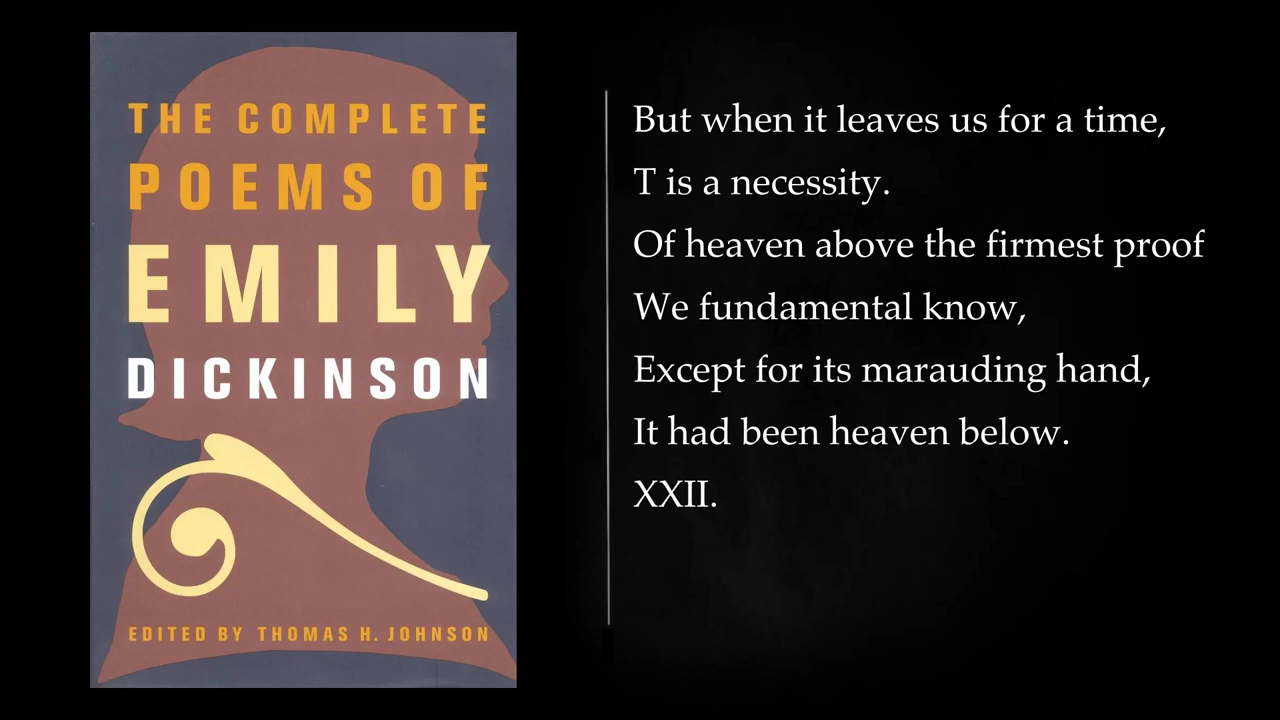 THE COMPLETE
POEMS OF
EMILY
DICKINSON
EDITED BY THOMAS H. JOHNSON
But when it leaves us for a time,
T is a necessity.
Of heaven above the firmest proof
We fundamental know,
Except for its marauding hand,
It had been heaven below.
XXII.